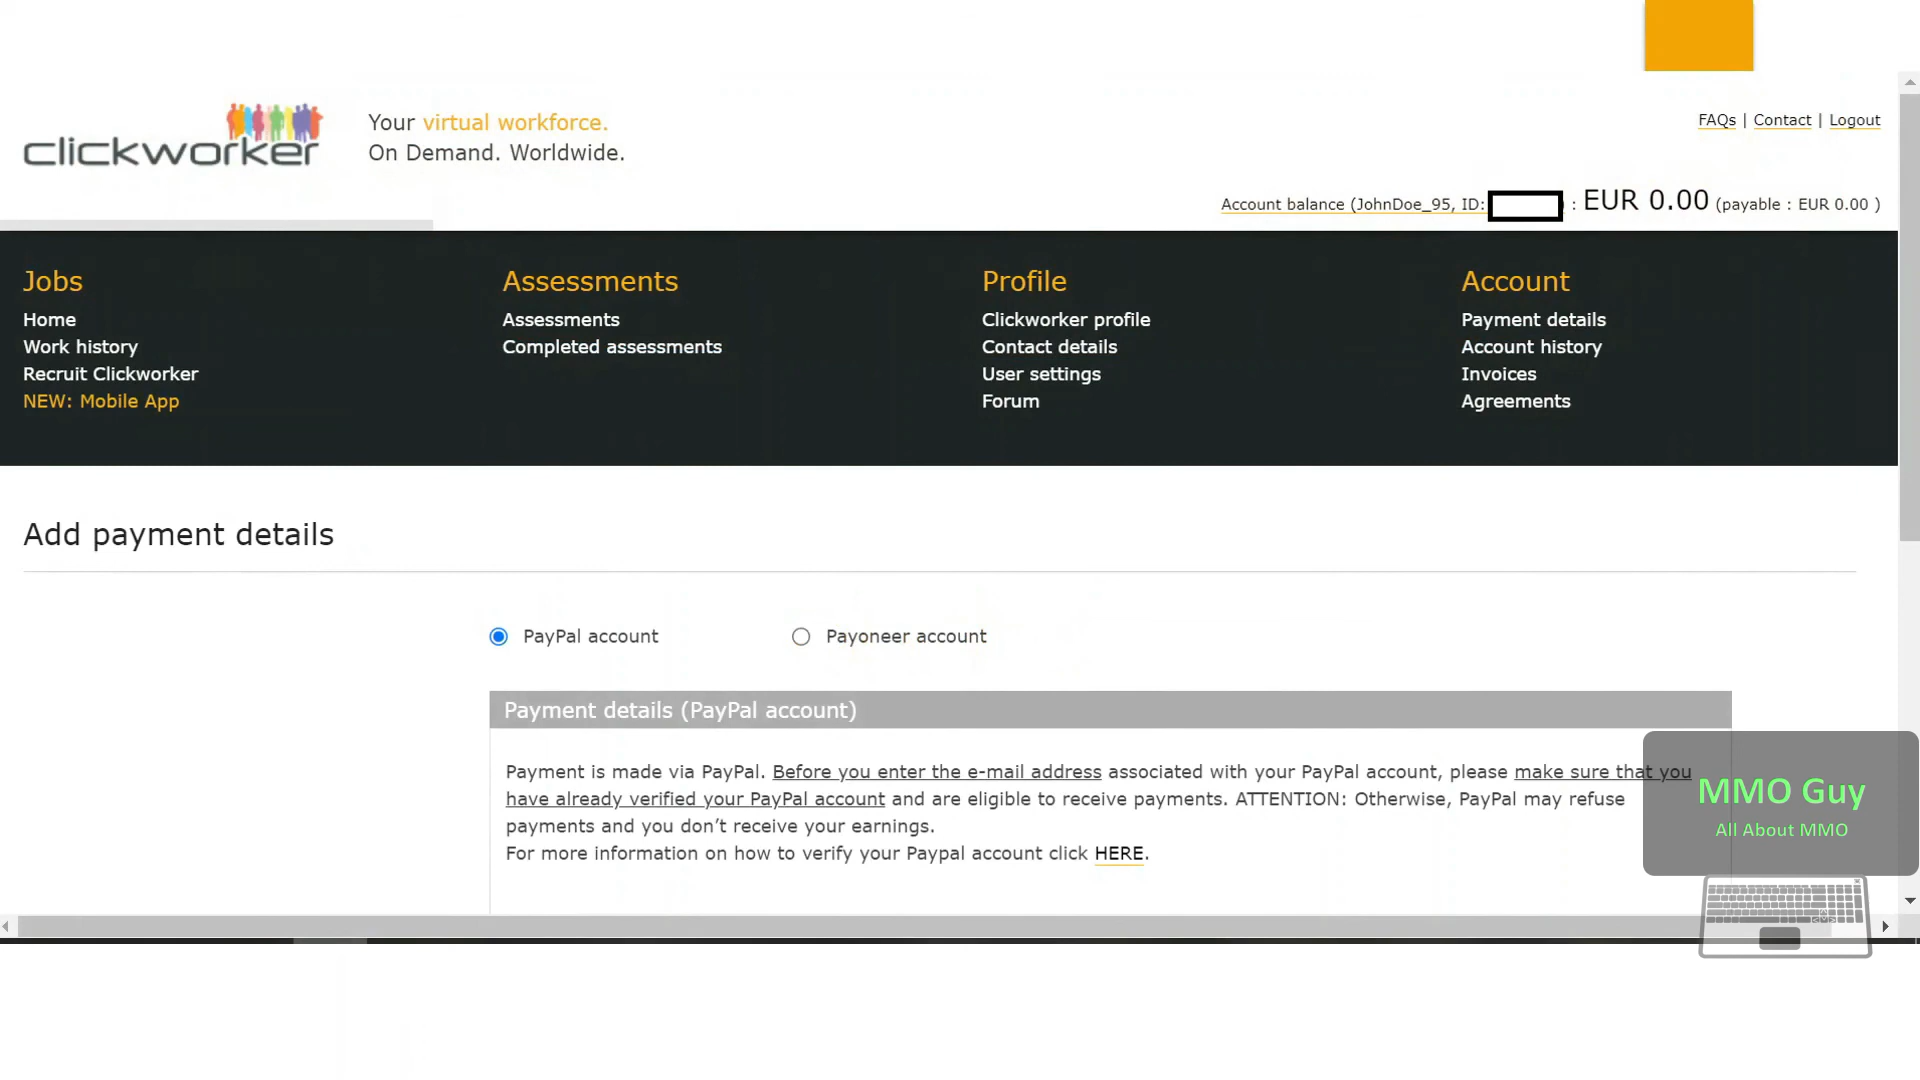 clickworker
Your virtual workforce.
On Demand. Worldwide.
FAQs | Contact | Logout
Account balance (JohnDoe_95, ID: ) : EUR 0.00 (payable : EUR 0.00 )
Jobs
Home
Work history
Recruit Clickworker
NEW: Mobile App
Assessments
Assessments
Completed assessments
Profile
Clickworker profile
Contact details
User settings
Forum
Account
Payment details
Account history
Invoices
Agreements
Add payment details
PayPal account
Payoneer account
Payment details (PayPal account)
Payment is made via PayPal. Before you enter the e-mail address associated with your PayPal account, please make sure that you
have already verified your PayPal account and are eligible to receive payments. ATTENTION: Otherwise, PayPal may refuse
payments and you don’t receive your earnings.
For more information on how to verify your Paypal account click HERE.
MMO Guy
All About MMO